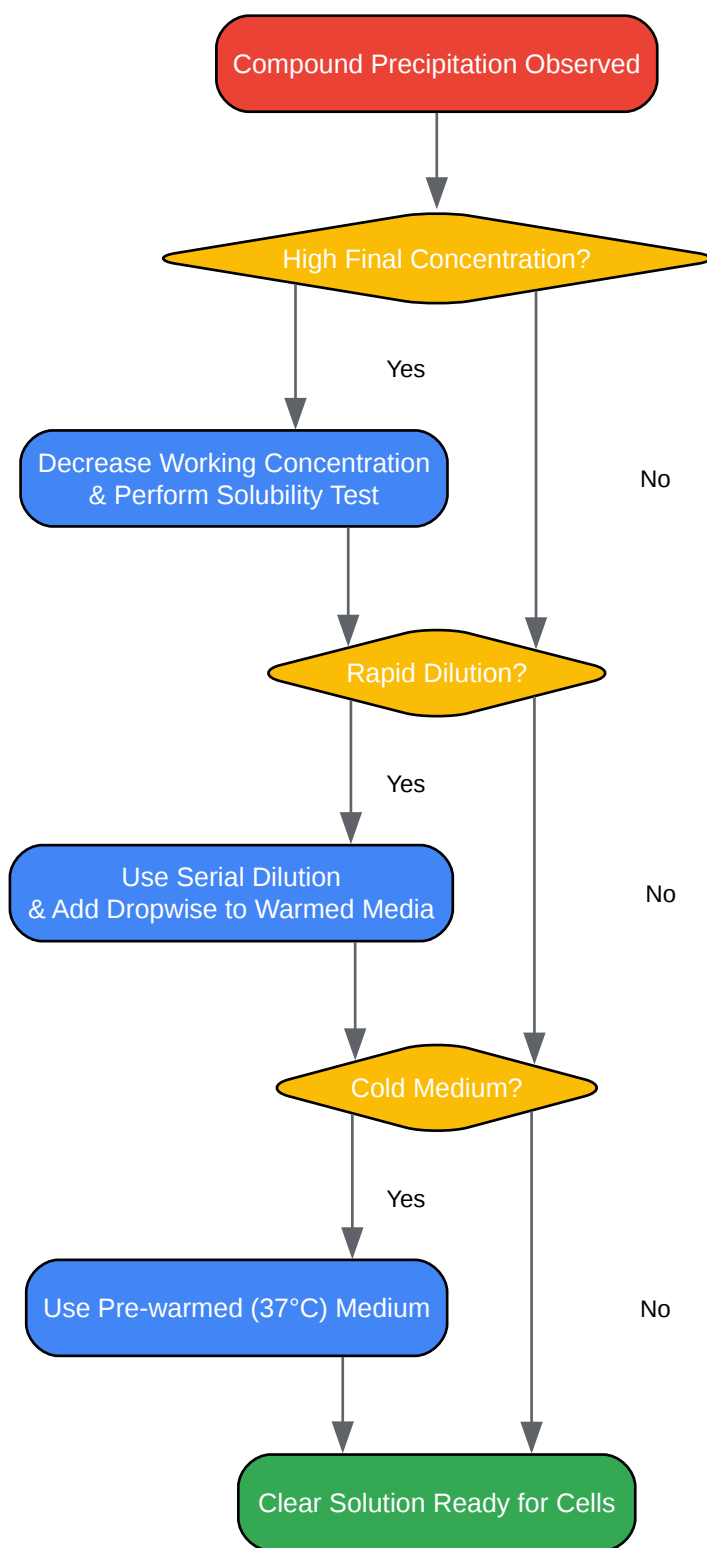 Compound Precipitation Observed
High Final Concentration?
Yes
Decrease Working Concentration
& Perform Solubility Test
No
Rapid Dilution?
Yes
Use Serial Dilution
& Add Dropwise to Warmed Media
No
Cold Medium?
Yes
Use Pre-warmed (37°C) Medium
No
Clear Solution Ready for Cells